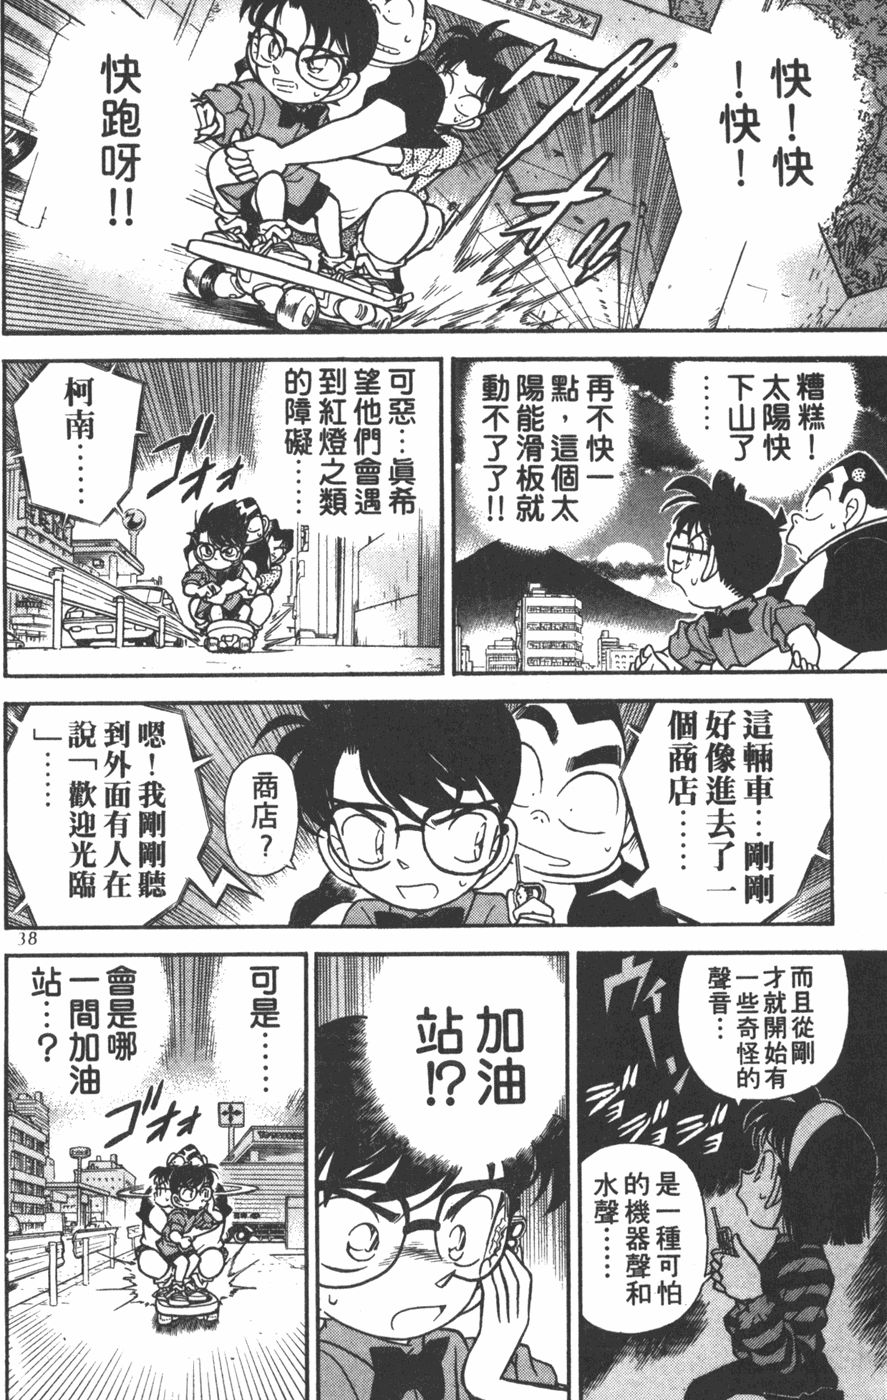 快!快
!快!
快跑呀!!
トンネル
糟糕!
太陽快
下山了
……
再不快一
點,這個太
陽能滑板就
動不了了!!
可惡…眞希
望他們會遇
到紅燈之類
的障礙……
柯南……
ゴォオ
這輛車…剛剛
好像進去了一
個商店……
商店?
嗯!我剛剛聽
到外面有人在
說「歡迎光臨
」……
38
而且從剛
才就開始有
一些奇怪的
聲音…
是一種可怕
的機器聲和
水聲……
加油
站!?
可是……
會是哪
一間加油
站…?
ゴォオ